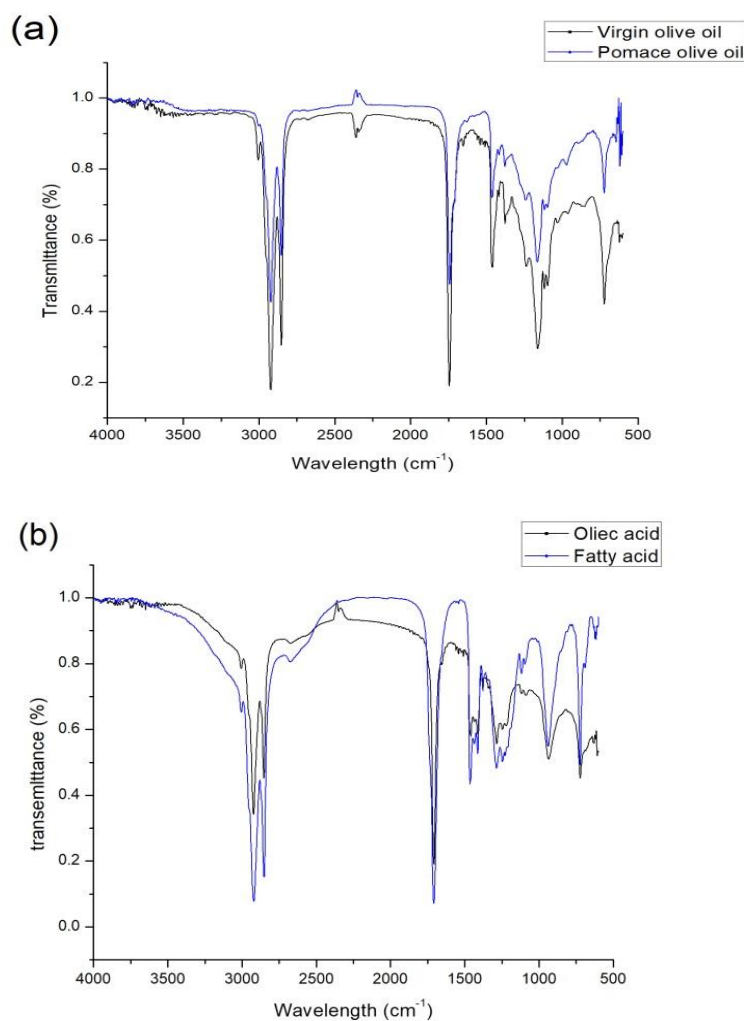 (a)
Virgin olive oil
Pomace olive oil
Transmlttance (%)
1.0
0.8
0.6
0.4
0.2
4000 3500 3000 2500 2000 1500 1000 500
Wavelength (cm-1)
(b)
Oliec acid
Fatty acid
transemlttance (%)
1.0
0.8
0.6
0.4
0.2
0.0
4000 3500 3000 2500 2000 1500 1000 500
Wavelength (cm-1)